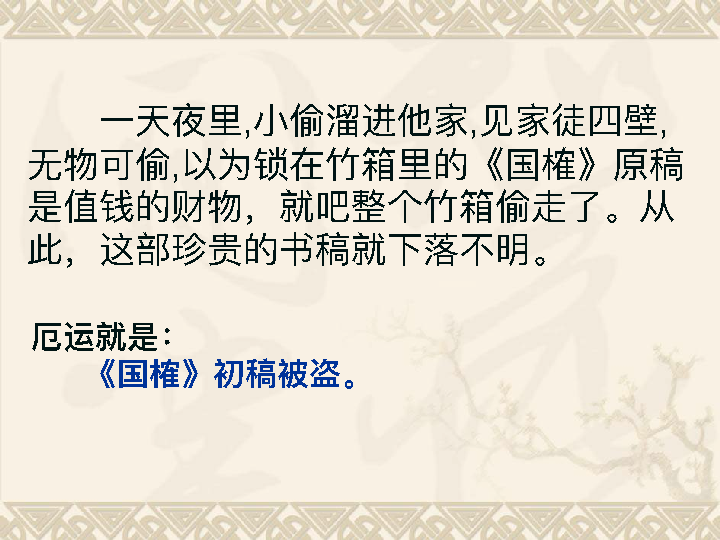 一天夜里,小偷溜进他家,见家徒四壁,
无物可偷,以为锁在竹箱里的《国榷》原稿
是值钱的财物，就吧整个竹箱偷走了。从
此，这部珍贵的书稿就下落不明。
厄运就是：
《国榷》初稿被盗。